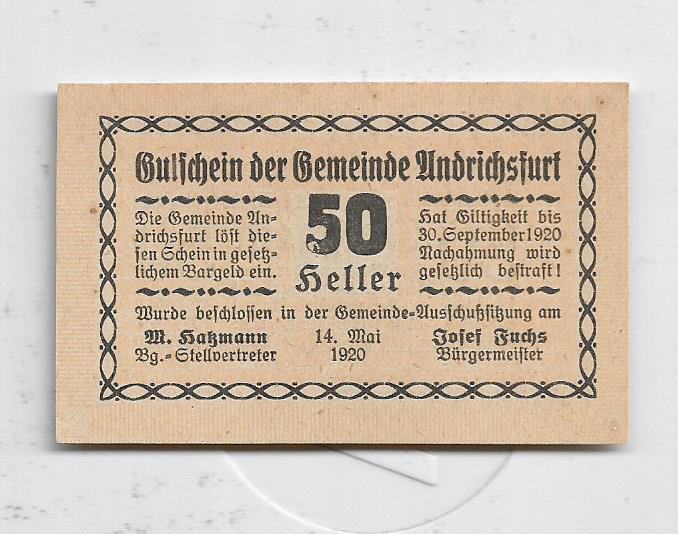 Gutschein der Gemeinde Andrichsfurt
Die Gemeinde An-
drichsfurt löst die-
sen Schein in gesetz-
lichem Bargeld ein.
50
Heller
Hat Giltigkeit bis
30. September 1920
Nachahmung wird
gesetzlich bestraft!
Wurde beschlossen in der Gemeinde-Ausschußsitzung am
M. Hatzmann 14. Mai Josef Fuchs
Bg.-Stellvertreter 1920 Bürgermeister